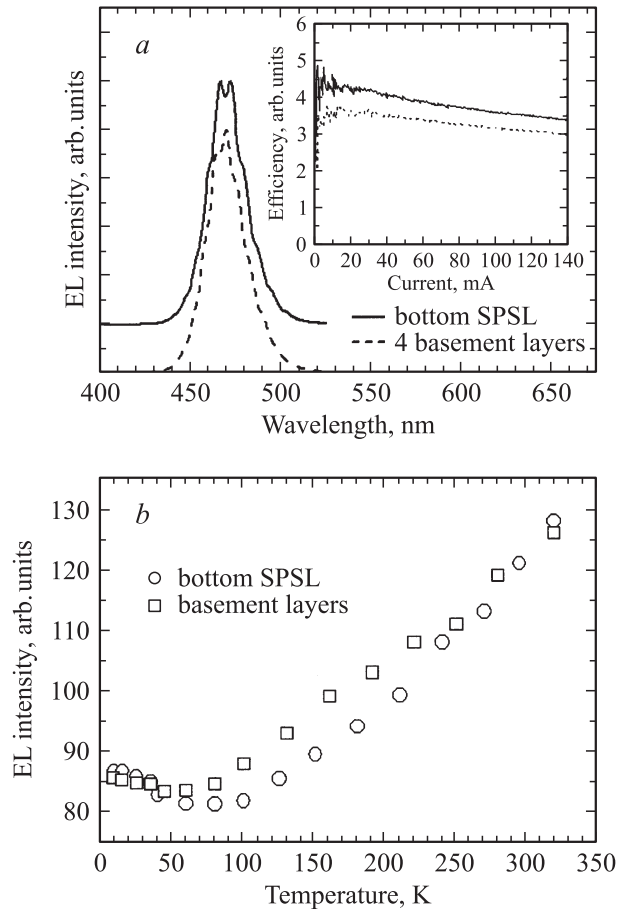 a
EL intensity, arb. units
Efficiency, arb. units
6
5
4
3
2
1
0
0 20 40 60 80 100 120 140
Current, mA
bottom SPSL
4 basement layers
400 450 500 550 600 650
Wavelength, nm
b
EL intensity, arb. units
130
120
110
100
90
80
bottom SPSL
basement layers
0 50 100 150 200 250 300 350
Temperature, K